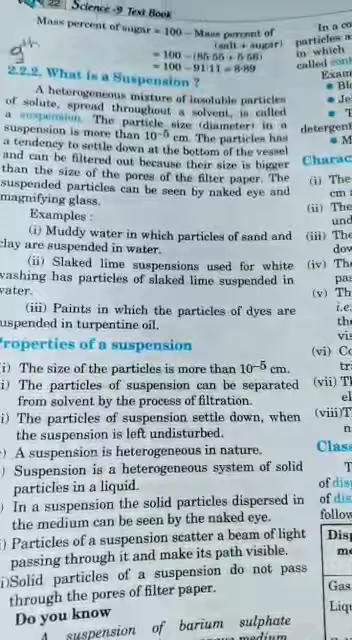 22 Science-9 Text Book
Mass percent of sugar = 100 – Mass percent of
(salt + sugar)
= 100 – (85·55 + 5·56)
= 100 – 91·11 = 8·89
9th
2.2.2. What is a Suspension ?
A heterogeneous mixture of insoluble particles
of solute, spread throughout a solvent, is called
a suspension. The particle size (diameter) in a
suspension is more than 10⁻⁵ cm. The particles has
a tendency to settle down at the bottom of the vessel
and can be filtered out because their size is bigger
than the size of the pores of the filter paper. The
suspended particles can be seen by naked eye and
magnifying glass.
Examples :
(i) Muddy water in which particles of sand and
clay are suspended in water.
(ii) Slaked lime suspensions used for white
washing has particles of slaked lime suspended in
water.
(iii) Paints in which the particles of dyes are
uspended in turpentine oil.
Properties of a suspension
i) The size of the particles is more than 10⁻⁵ cm.
i) The particles of suspension can be separated
from solvent by the process of filtration.
i) The particles of suspension settle down, when
the suspension is left undisturbed.
) A suspension is heterogeneous in nature.
) Suspension is a heterogeneous system of solid
particles in a liquid.
) In a suspension the solid particles dispersed in
the medium can be seen by the naked eye.
i) Particles of a suspension scatter a beam of light
passing through it and make its path visible.
i)Solid particles of a suspension do not pass
through the pores of filter paper.
Do you know
A suspension of barium sulphate
medium
In a co
particles a
in which
called
Exam
• Bl
• Je
• T
detergent
• M
Charac
(i) The
cm
(ii) The
und
(iii) The
dow
(iv) The
pas
(v) Th
i.e.
the
vis
(vi) Co
tr
(vii) Th
el
(viii)T
n
Class
T
of dis
of dis
follow
Disp
me
Gas
Liqu